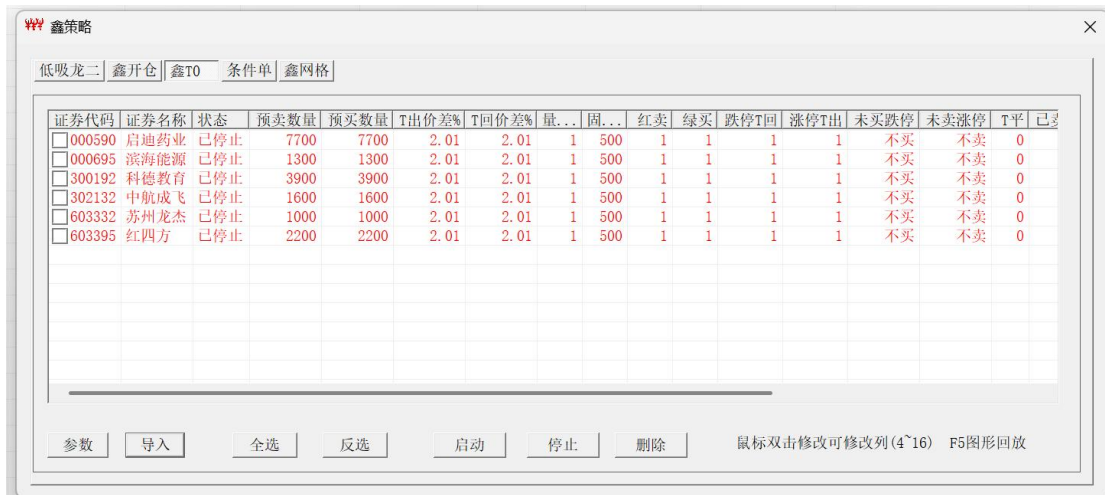 鑫策略
低吸龙二 鑫开仓 鑫T0 条件单 鑫网格
证券代码 证券名称 状态 预卖数量 预买数量 T出价差% T回价差% 量... 固... 红卖 绿买 跌停T回 涨停T出 未买跌停 未卖涨停 T平 已卖
000590 启迪药业 已停止 7700 7700 2.01 2.01 1 500 1 1 1 1 不买 不卖 0
000695 滨海能源 已停止 1300 1300 2.01 2.01 1 500 1 1 1 1 不买 不卖 0
300192 科德教育 已停止 3900 3900 2.01 2.01 1 500 1 1 1 1 不买 不卖 0
302132 中航成飞 已停止 1600 1600 2.01 2.01 1 500 1 1 1 1 不买 不卖 0
603332 苏州龙杰 已停止 1000 1000 2.01 2.01 1 500 1 1 1 1 不买 不卖 0
603395 红四方 已停止 2200 2200 2.01 2.01 1 500 1 1 1 1 不买 不卖 0
参数 导入 全选 反选 启动 停止 删除 鼠标双击修改可修改列(4~16) F5图形回放